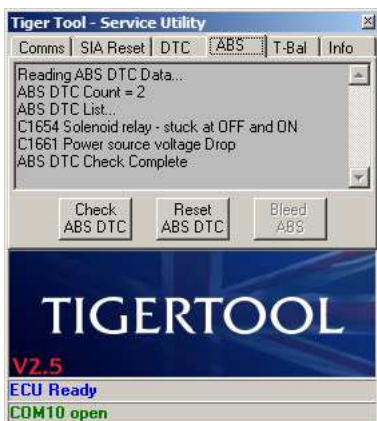 Tiger Tool - Service Utility
Comms SIA Reset DTC ABS T-Bal Info
Reading ABS DTC Data...
ABS DTC Count = 2
ABS DTC List...
C1654 Solenoid relay - stuck at OFF and ON
C1661 Power source voltage Drop
ABS DTC Check Complete
Check ABS DTC
Reset ABS DTC
Bleed ABS
TIGERTOOL
V2.5
ECU Ready
COM10 open